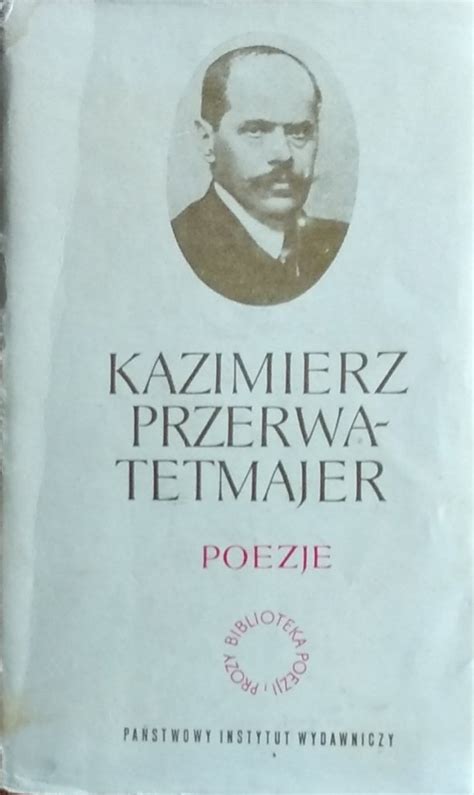 KAZIMIERZ
PRZERWA-
TETMAJER
POEZJE
BIBLIOTEKA POEZJI I PROZY
PAŃSTWOWY INSTYTUT WYDAWNICZY